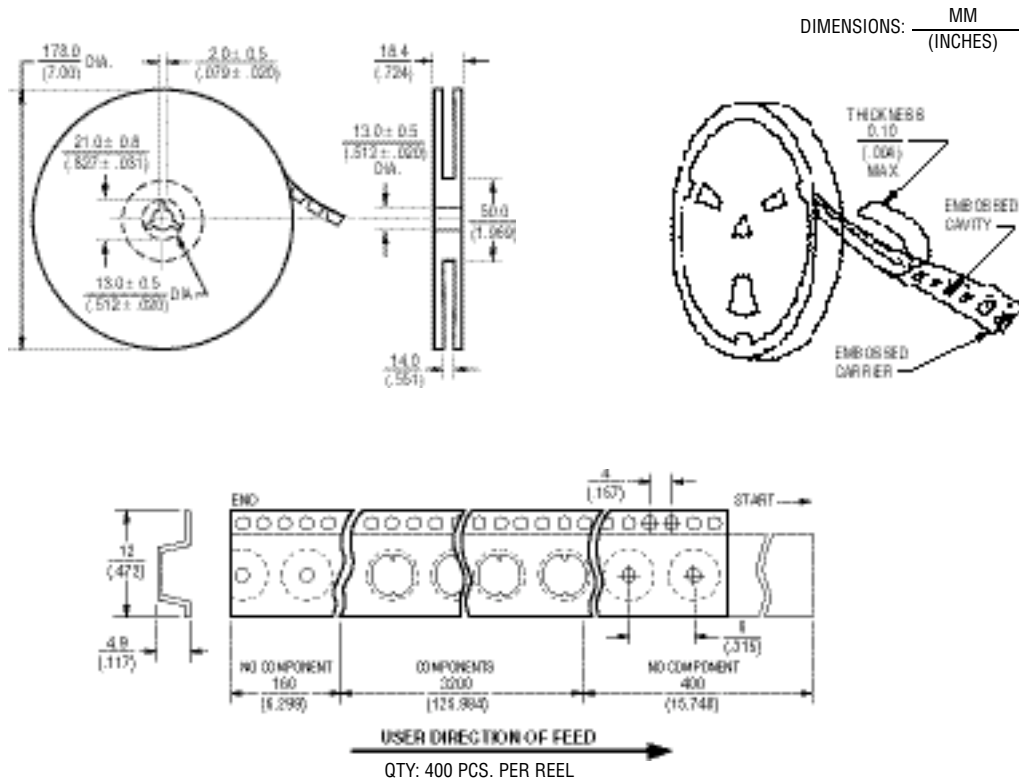 DIMENSIONS: MM
(INCHES)
178.0
(7.00)
DIA.
2.0 ± 0.5
(.079 ± .020)
18.4
(.724)
21.0 ± 0.8
(.827 ± .031)
13.0 ± 0.5
(.512 ± .020)
DIA.
THICKNESS
0.10
(.004)
MAX
50.0
(1.969)
EMBOSSED
CAVITY
13.0 ± 0.5
(.512 ± .020)
DIA
14.0
(.551)
EMBOSSED
CARRIER
4
(.157)
END
START
12
(.472)
4.9
(.117)
(.315)
NO COMPONENT
160
(6.299)
COMPONENTS
3200
(125.984)
NO COMPONENT
400
(15.748)
USER DIRECTION OF FEED
QTY: 400 PCS. PER REEL